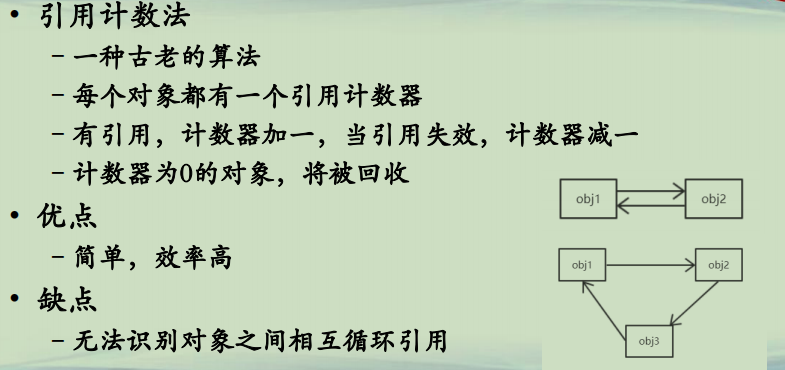 • 引用计数法
– 一种古老的算法
– 每个对象都有一个引用计数器
– 有引用，计数器加一，当引用失效，计数器减一
– 计数器为0的对象，将被回收
• 优点
– 简单，效率高
• 缺点
– 无法识别对象之间相互循环引用
obj1 obj2
obj1 obj2
obj3